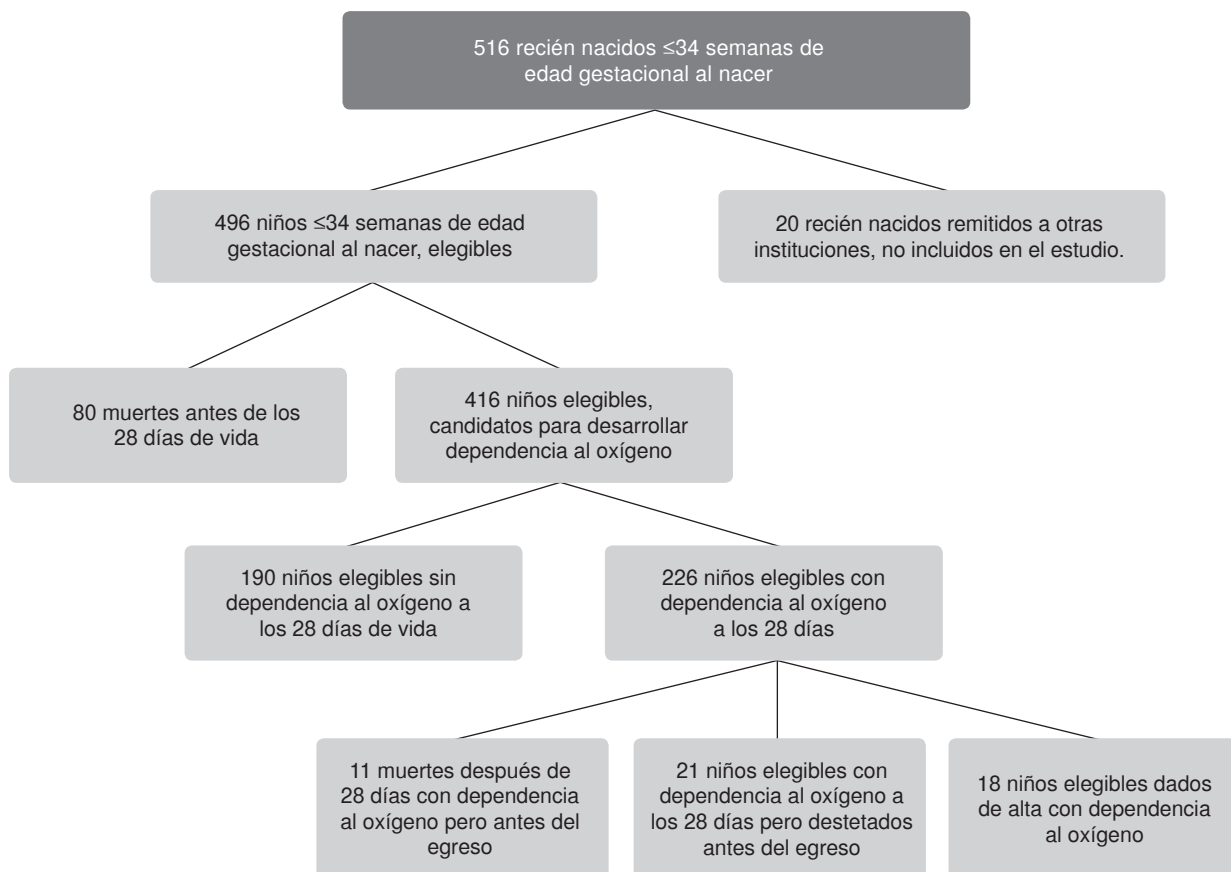 516 recién nacidos ≤34 semanas de
edad gestacional al nacer
496 niños ≤34 semanas de edad
gestacional al nacer, elegibles
20 recién nacidos remitidos a otras
instituciones, no incluidos en el estudio.
80 muertes antes de los
28 días de vida
416 niños elegibles,
candidatos para desarrollar
dependencia al oxígeno
190 niños elegibles sin
dependencia al oxígeno a
los 28 días de vida
226 niños elegibles con
dependencia al oxígeno
a los 28 días
11 muertes después de
28 días con dependencia
al oxígeno pero antes del
egreso
21 niños elegibles con
dependencia al oxígeno a
los 28 días pero destetados
antes del egreso
18 niños elegibles dados
de alta con dependencia
al oxígeno